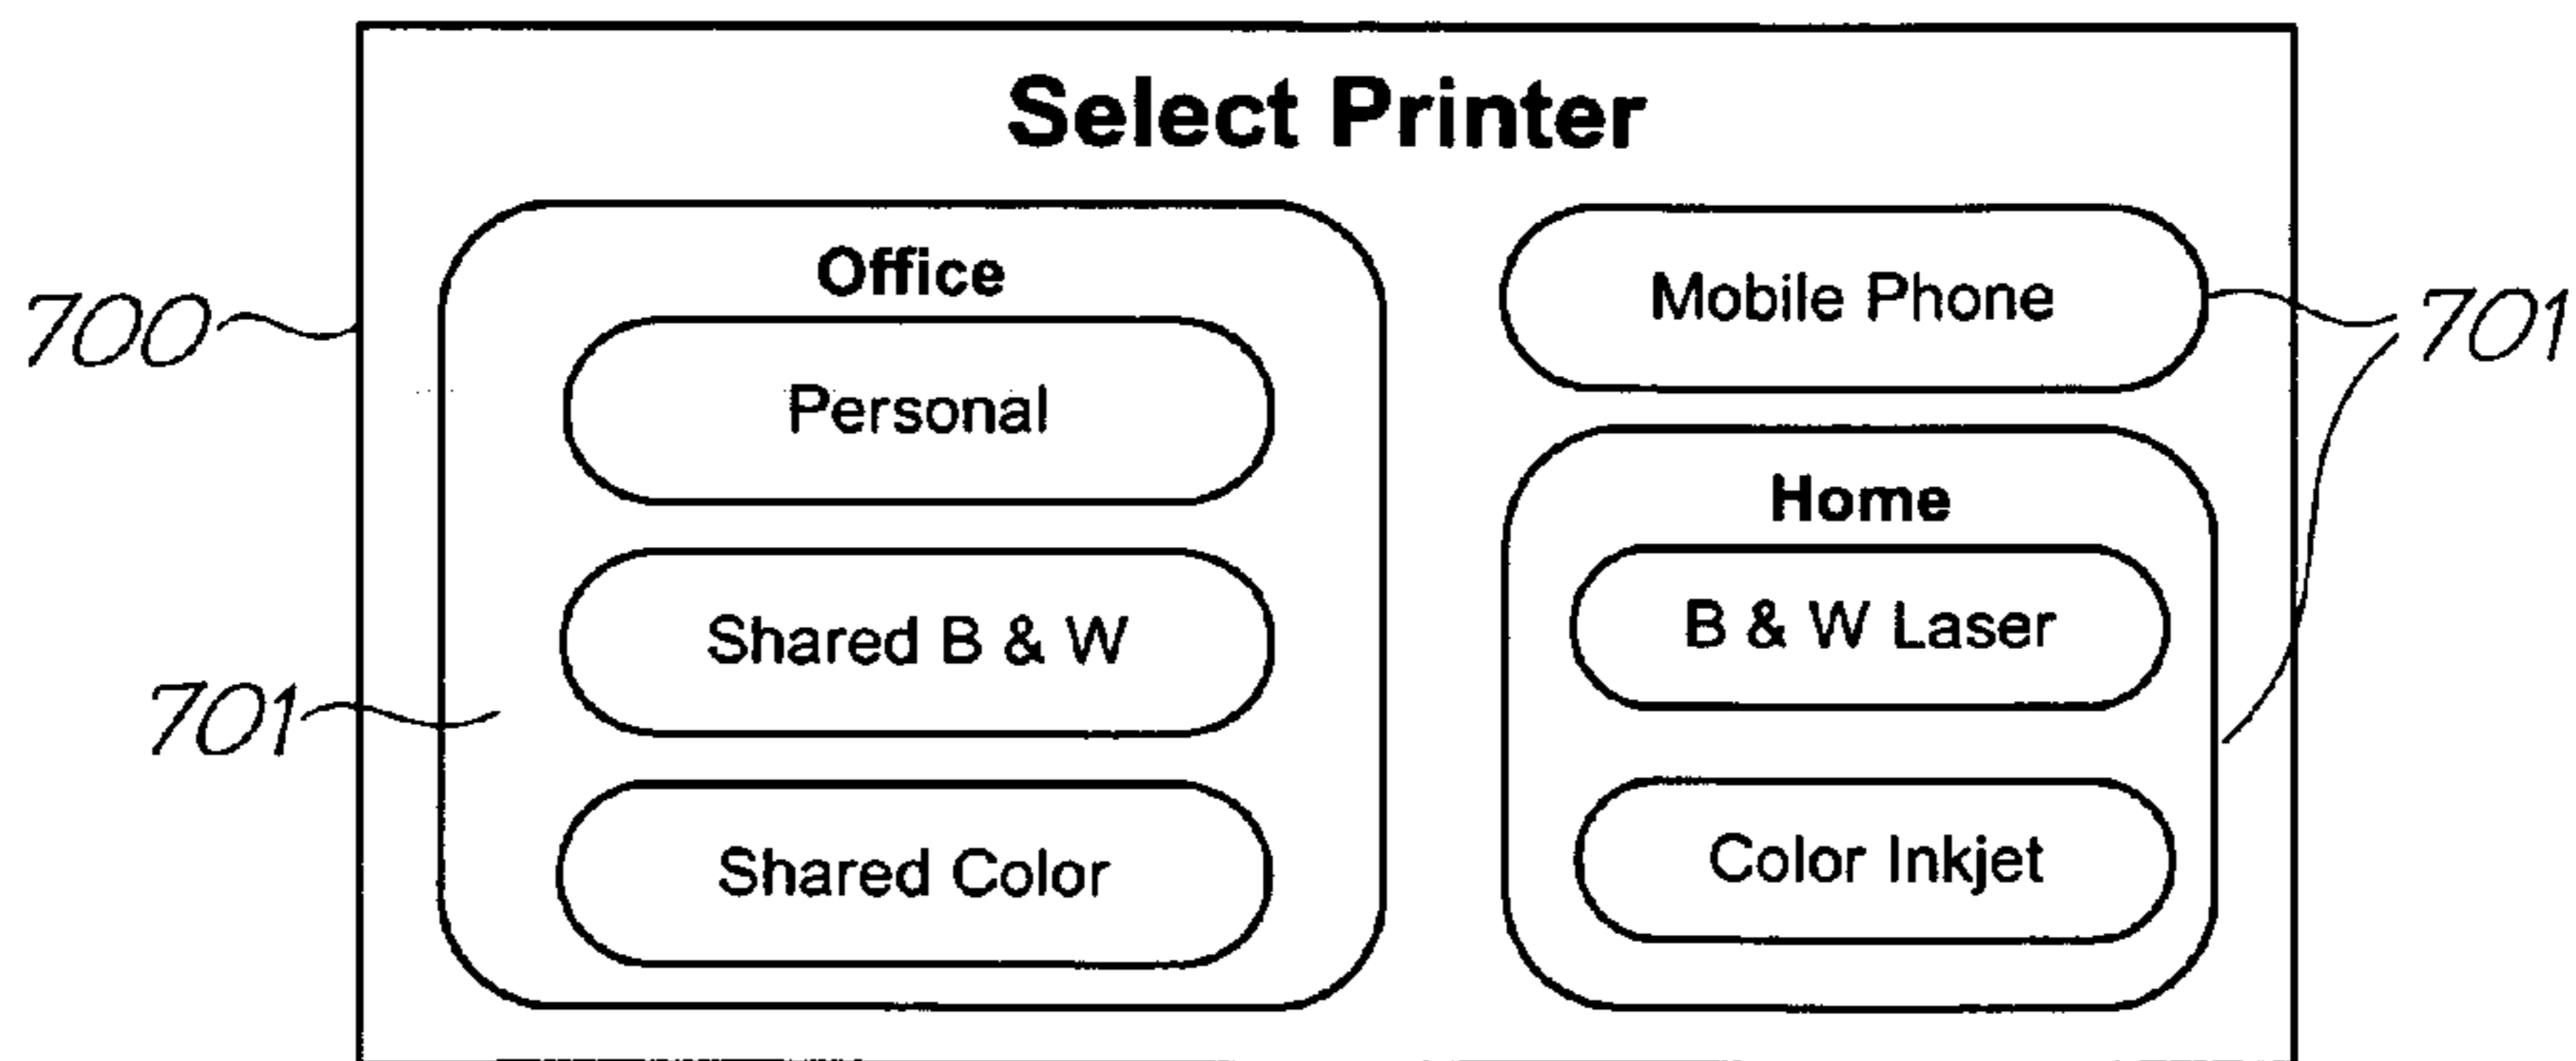 Select Printer
Office
Personal
Shared B & W
Shared Color
Mobile Phone
Home
B & W Laser
Color Inkjet
700
701
701